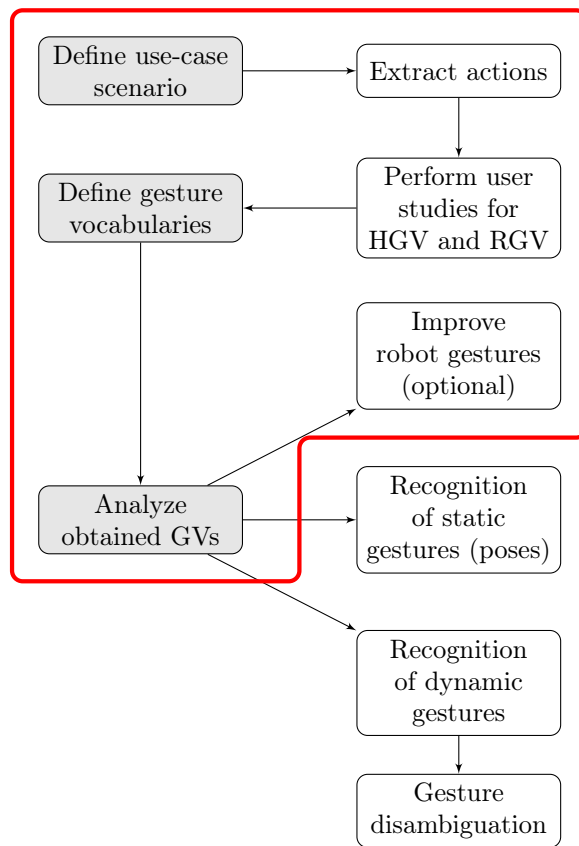 Define use-case
scenario
Extract actions
Perform user
studies for
HGV and RGV
Define gesture
vocabularies
Improve
robot gestures
(optional)
Analyze
obtained GVs
Recognition
of static
gestures (poses)
Recognition
of dynamic
gestures
Gesture
disambiguation